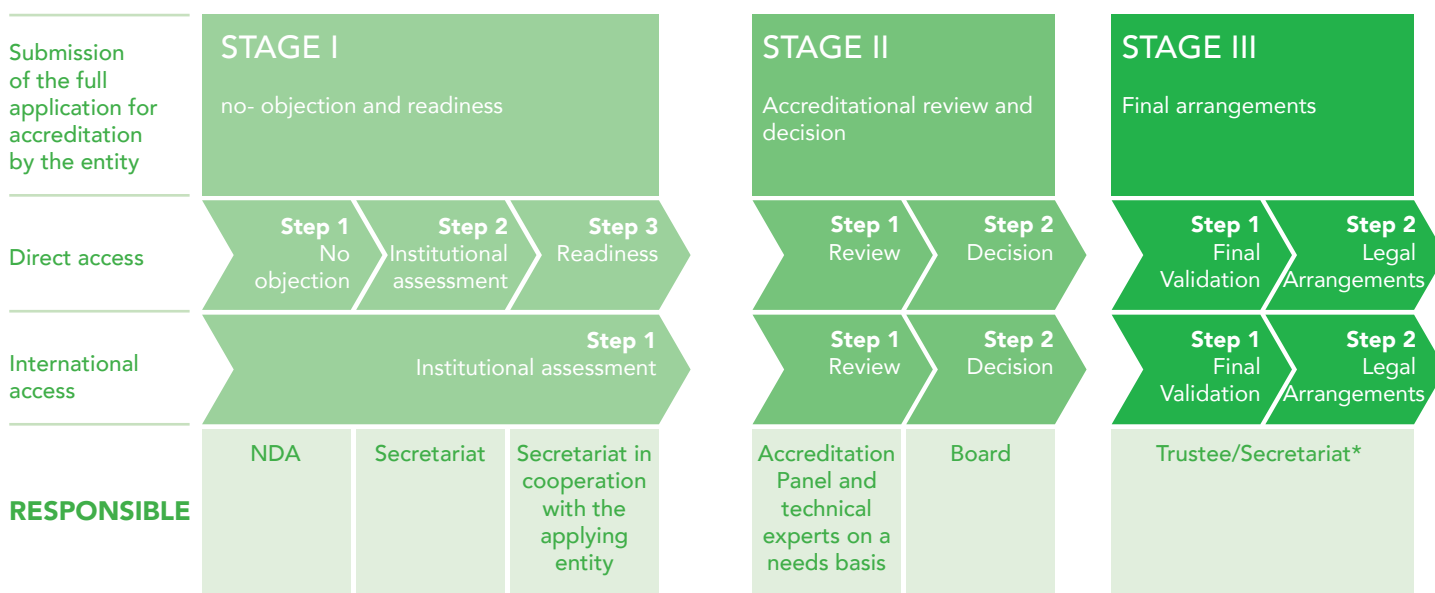 Submission
of the full
application for
accreditation
by the entity
STAGE I
no- objection and readiness
STAGE II
Accreditational review and
decision
STAGE III
Final arrangements
Direct access
Step 1
No
objection
Step 2
Institutional
assessment
Step 3
Readiness
Step 1
Review
Step 2
Decision
Step 1
Final
Validation
Step 2
Legal
Arrangements
International
access
Step 1
Institutional assessment
Step 1
Review
Step 2
Decision
Step 1
Final
Validation
Step 2
Legal
Arrangements
RESPONSIBLE
NDA
Secretariat
Secretariat in
cooperation
with the
applying
entity
Accreditation
Panel and
technical
experts on a
needs basis
Board
Trustee/Secretariat*